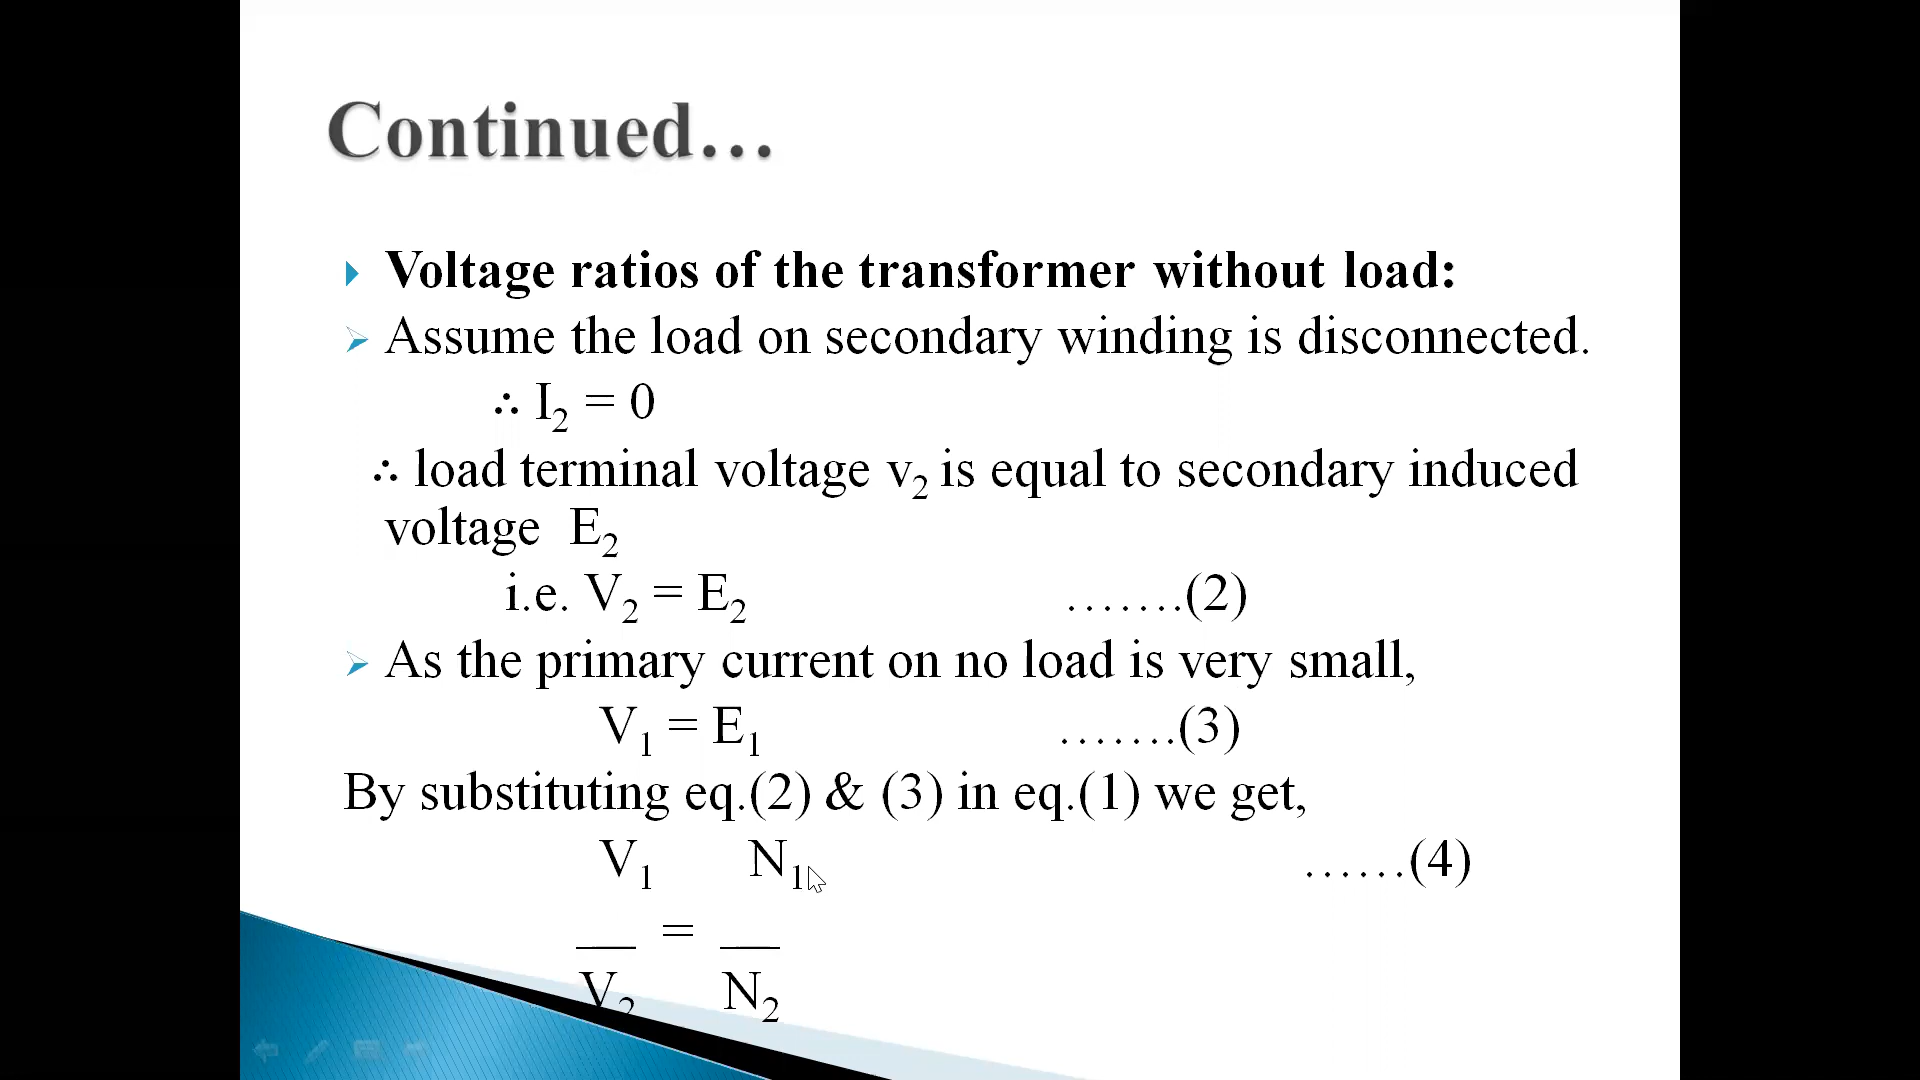 Continued…
Voltage ratios of the transformer without load:
Assume the load on secondary winding is disconnected.
∴ I₂ = 0
∴ load terminal voltage v₂ is equal to secondary induced
voltage E₂
i.e. V₂ = E₂ …….(2)
As the primary current on no load is very small,
V₁ = E₁ …….(3)
By substituting eq.(2) & (3) in eq.(1) we get,
V₁ N₁ ……(4)
__ = __
V₂ N₂